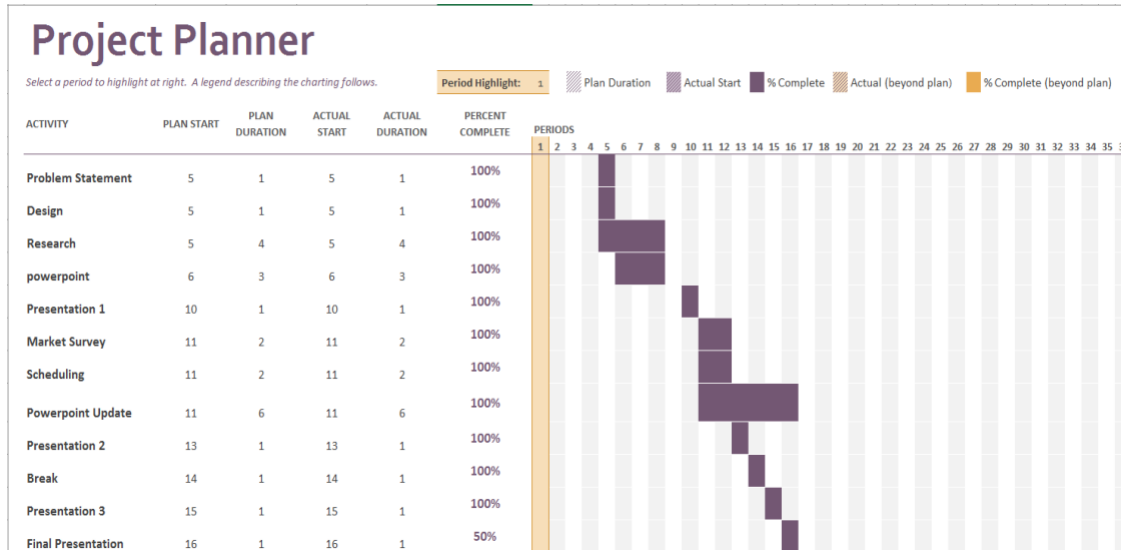 Project Planner
Select a period to highlight at right. A legend describing the charting follows.
Period Highlight: 1
Plan Duration
Actual Start
% Complete
Actual (beyond plan)
% Complete (beyond plan)
ACTIVITY PLAN START PLAN DURATION ACTUAL START ACTUAL DURATION PERCENT COMPLETE PERIODS
1 2 3 4 5 6 7 8 9 10 11 12 13 14 15 16 17 18 19 20 21 22 23 24 25 26 27 28 29 30 31 32 33 34 35
Problem Statement 5 1 5 1 100%
Design 5 1 5 1 100%
Research 5 4 5 4 100%
powerpoint 6 3 6 3 100%
Presentation 1 10 1 10 1 100%
Market Survey 11 2 11 2 100%
Scheduling 11 2 11 2 100%
Powerpoint Update 11 6 11 6 100%
Presentation 2 13 1 13 1 100%
Break 14 1 14 1 100%
Presentation 3 15 1 15 1 100%
Final Presentation 16 1 16 1 50%